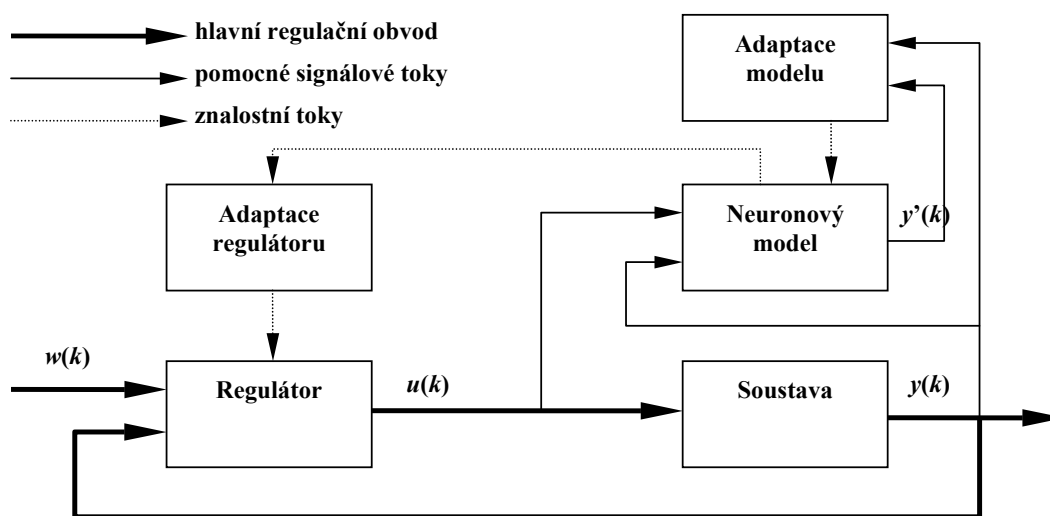 hlavní regulační obvod
pomocné signálové toky
znalostní toky
Adaptace
modelu
Adaptace
regulátoru
Neuronový
model
y’(k)
w(k)
Regulátor
u(k)
Soustava
y(k)